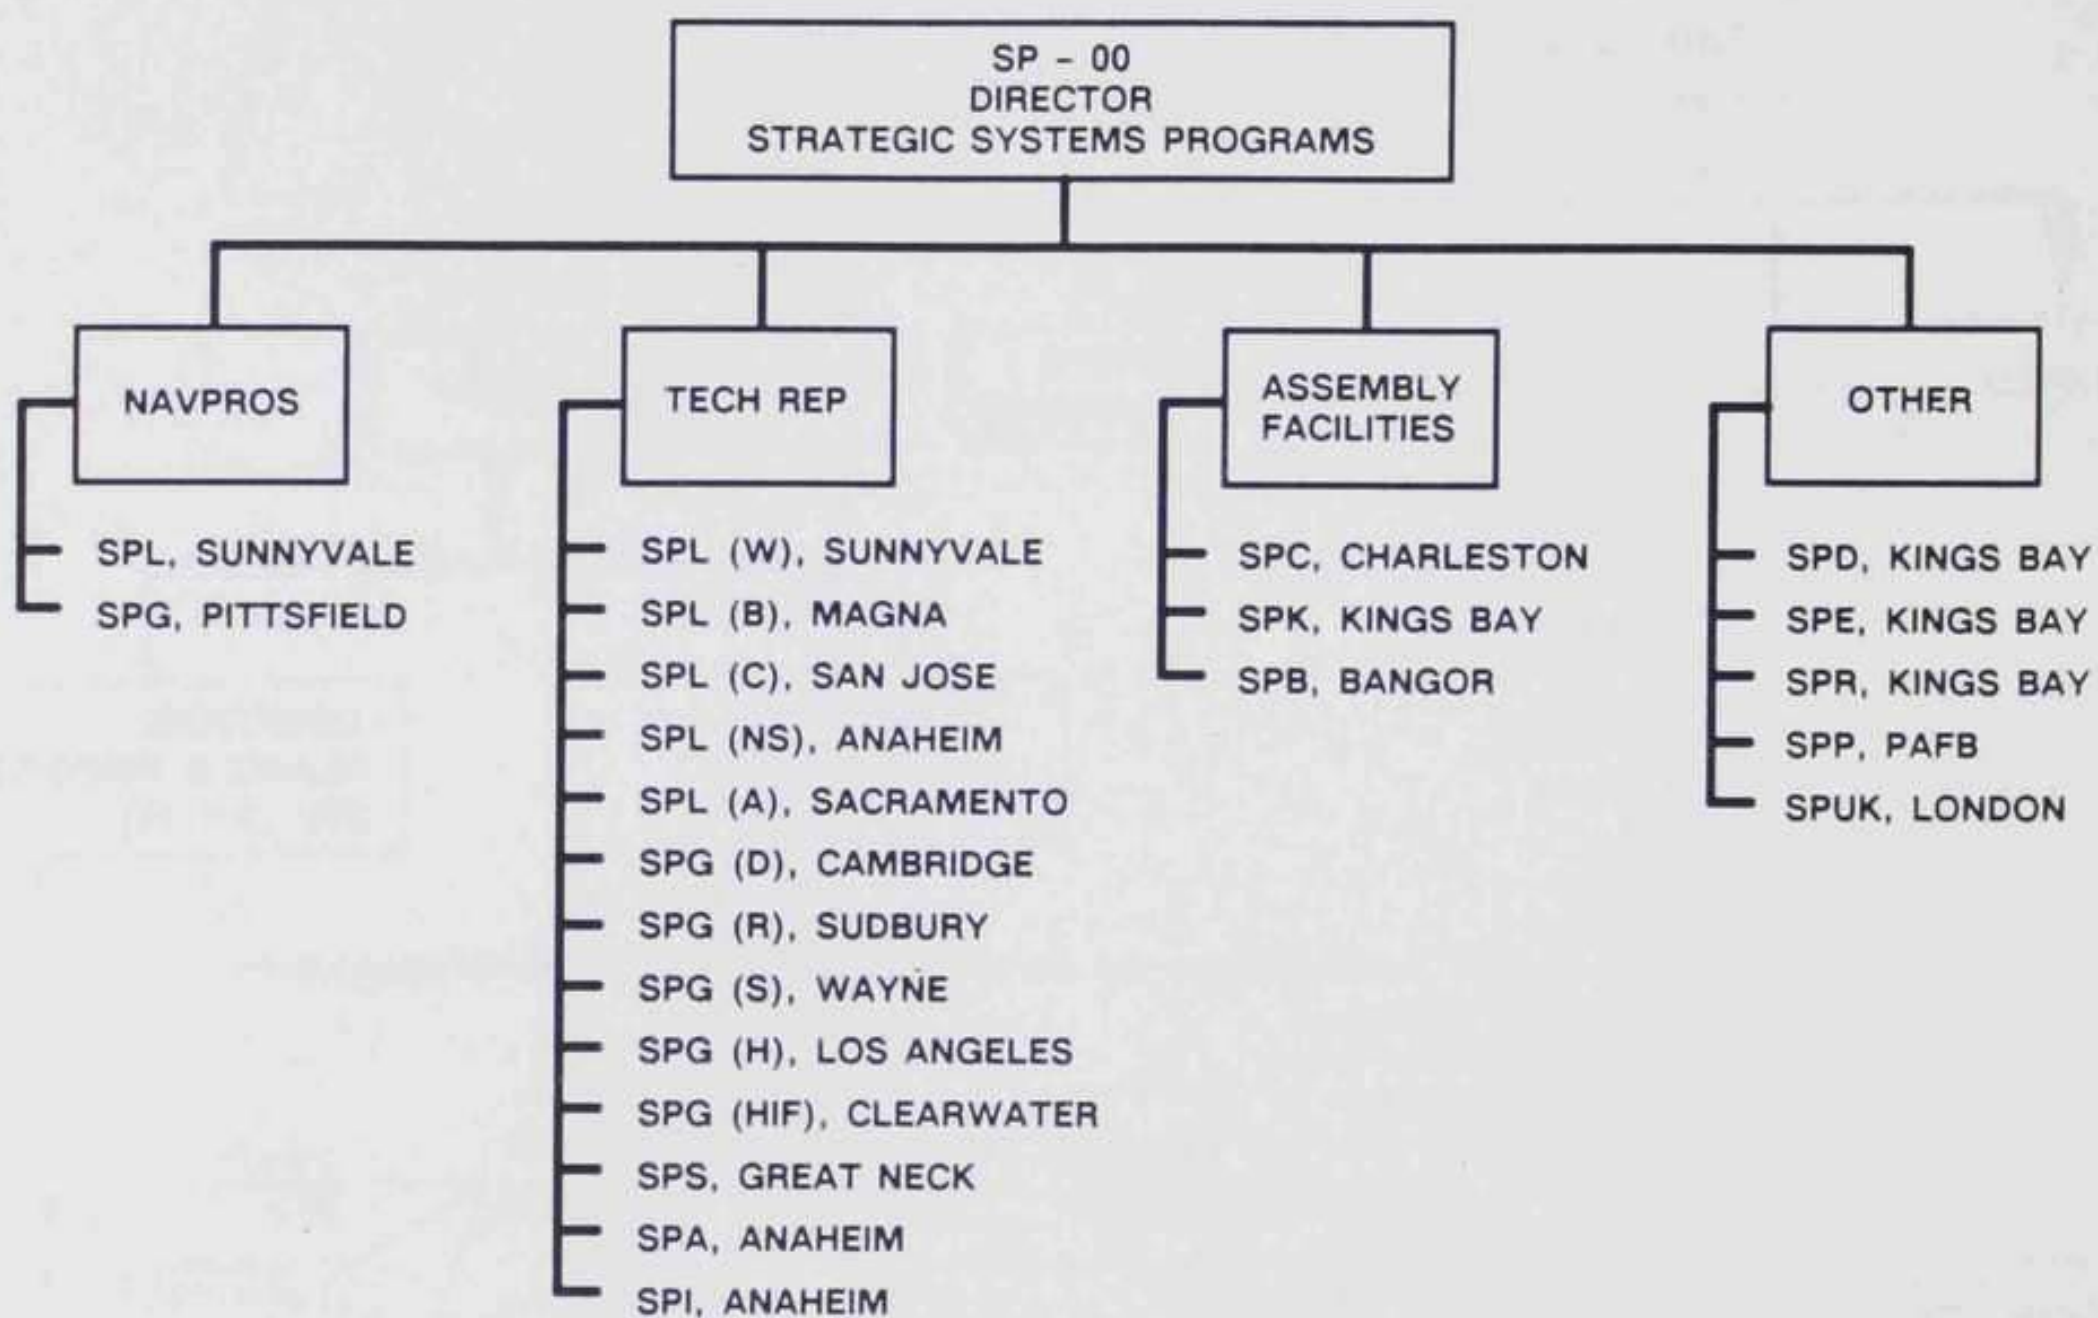 SP - 00
DIRECTOR
STRATEGIC SYSTEMS PROGRAMS
NAVPROS
SPL, SUNNYVALE
SPG, PITTSFIELD
TECH REP
SPL (W), SUNNYVALE
SPL (B), MAGNA
SPL (C), SAN JOSE
SPL (NS), ANAHEIM
SPL (A), SACRAMENTO
SPG (D), CAMBRIDGE
SPG (R), SUDBURY
SPG (S), WAYNE
SPG (H), LOS ANGELES
SPG (HIF), CLEARWATER
SPS, GREAT NECK
SPA, ANAHEIM
SPI, ANAHEIM
ASSEMBLY
FACILITIES
SPC, CHARLESTON
SPK, KINGS BAY
SPB, BANGOR
OTHER
SPD, KINGS BAY
SPE, KINGS BAY
SPR, KINGS BAY
SPP, PAFB
SPUK, LONDON